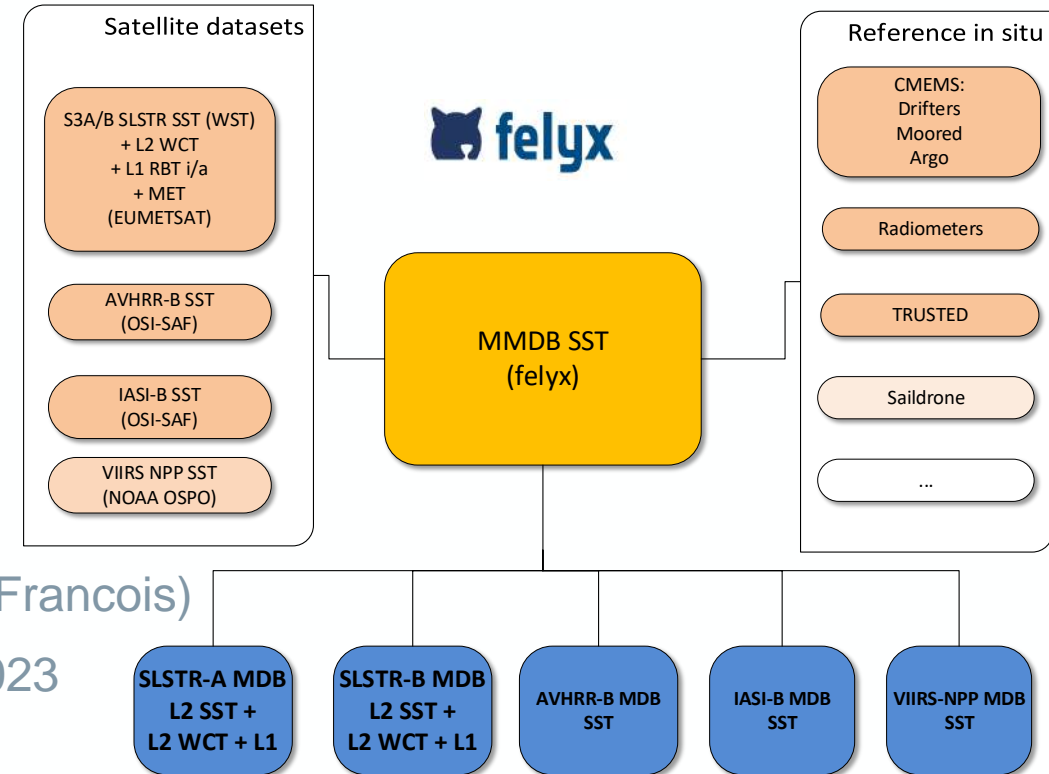 Satellite datasets
S3A/B SLSTR SST (WST)
+ L2 WCT
+ L1 RBT i/a
+ MET
(EUMETSAT)
AVHRR-B SST
(OSI-SAF)
IASI-B SST
(OSI-SAF)
VIIRS NPP SST
(NOAA OSPO)
felyx
MMDB SST
(felyx)
Reference in situ
CMEMS:
Drifters
Moored
Argo
Radiometers
TRUSTED
Saildrone
...
Francois)
023
SLSTR-A MDB
L2 SST +
L2 WCT + L1
SLSTR-B MDB
L2 SST +
L2 WCT + L1
AVHRR-B MDB
SST
IASI-B MDB
SST
VIIRS-NPP MDB
SST